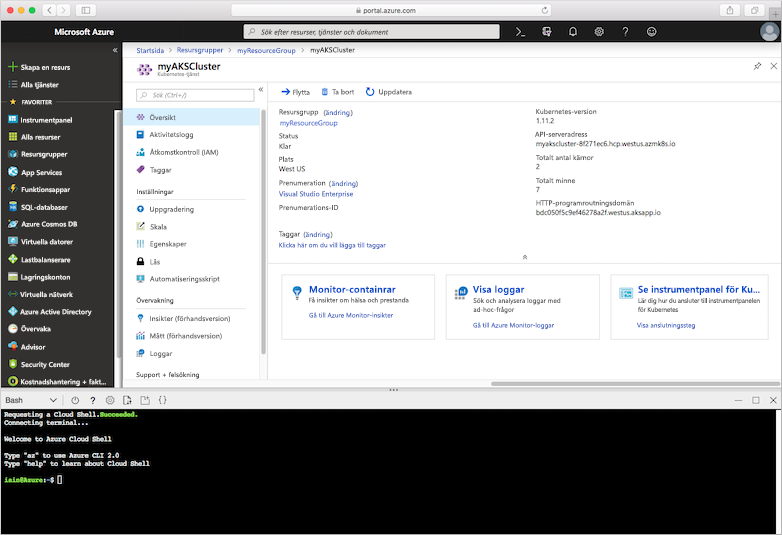 portal.azure.com
Microsoft Azure
Sök efter resurser, tjänster och dokument
Skapa en resurs
Alla tjänster
FAVORITER
Instrumentpanel
Alla resurser
Resursgrupper
App Services
Funktionsappar
SQL-databaser
Azure Cosmos DB
Virtuella datorer
Lastbalanserare
Lagringskonton
Virtuella nätverk
Azure Active Directory
Övervaka
Advisor
Security Center
Kostnadshantering + fakt...
Startsida > Resursgrupper > myResourceGroup > myAKSCluster
myAKSCluster
Kubernetes-tjänst
Sök (Ctrl+/)
Översikt
Aktivitetslogg
Åtkomstkontroll (IAM)
Taggar
Inställningar
Uppgradering
Skala
Egenskaper
Lås
Automatiseringsskript
Övervakning
Insikter (förhandsversion)
Mått (förhandsversion)
Loggar
Support + felsökning
Flytta
Ta bort
Uppdatera
Resursgrupp (ändring)
myResourceGroup
Status
Klar
Plats
West US
Prenumeration (ändring)
Visual Studio Enterprise
Prenumerations-ID
Taggar (ändring)
Klicka här om du vill lägga till taggar
Kubernetes-version
1.11.2
API-serveradress
myakscluster-8f271ec6.hcp.westus.azmk8s.io
Totalt antal kärnor
2
Totalt minne
7
HTTP-programroutningsdomän
bdc050f5c9ef46278a2f.westus.aksapp.io
Monitor-containrar
Få insikter om hälsa och prestanda
Gå till Azure Monitor-insikter
Visa loggar
Sök och analysera loggar med
ad-hoc-frågor
Gå till Azure Monitor-loggar
Se instrumentpanel för Ku...
Lär dig hur du ansluter till instrumentpanelen
för Kubernetes
Visa anslutningssteg
Bash
Requesting a Cloud Shell.Succeeded.
Connecting terminal...
Welcome to Azure Cloud Shell
Type "az" to use Azure CLI 2.0
Type "help" to learn about Cloud Shell
iain@Azure:~$